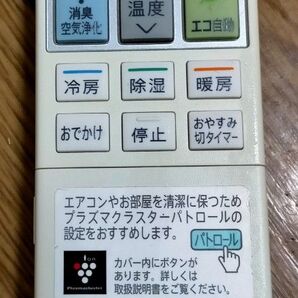 消臭
空気浄化
温度
エコ自動
冷房
除湿
暖房
おでかけ
停止
おやすみ
切タイマー
エアコンやお部屋を清潔に保つため
プラズマクラスターパトロールの
設定をおすすめします。
パトロール
カバー内にボタンが
あります。詳しくは
取扱説明書をご覧ください。
ion
Plasmacluster